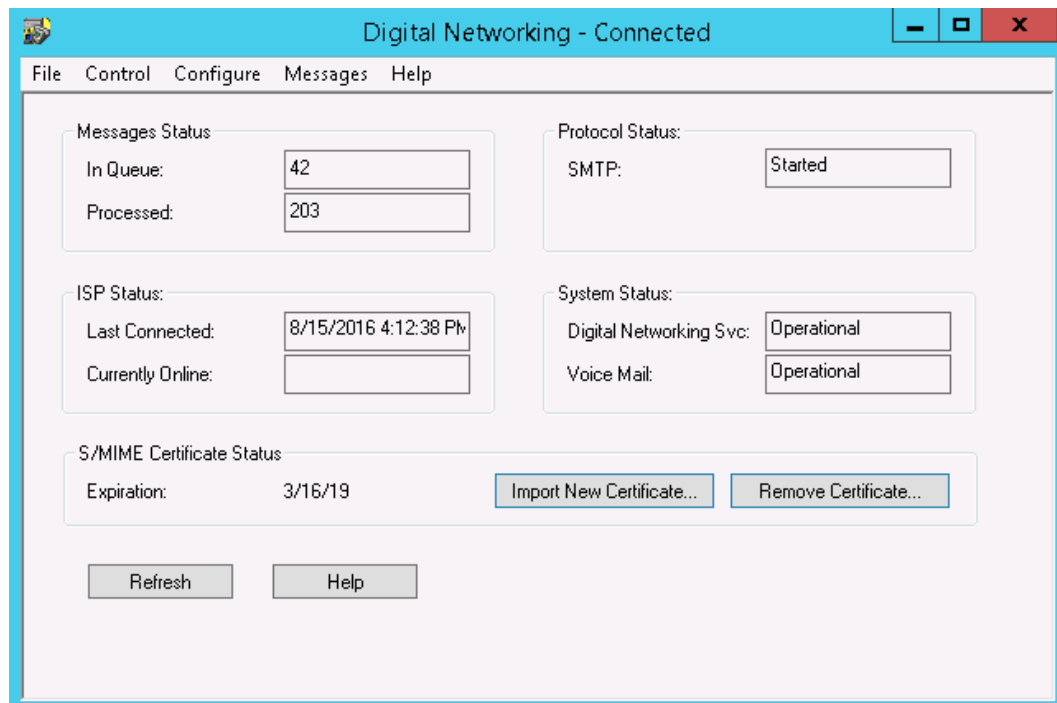 Digital Networking - Connected
File Control Configure Messages Help
Messages Status
In Queue: 42
Processed: 203
Protocol Status:
SMTP: Started
ISP Status:
Last Connected: 8/15/2016 4:12:38 PM
Currently Online:
System Status:
Digital Networking Svc: Operational
Voice Mail: Operational
S/MIME Certificate Status
Expiration: 3/16/19 Import New Certificate... Remove Certificate...
Refresh Help